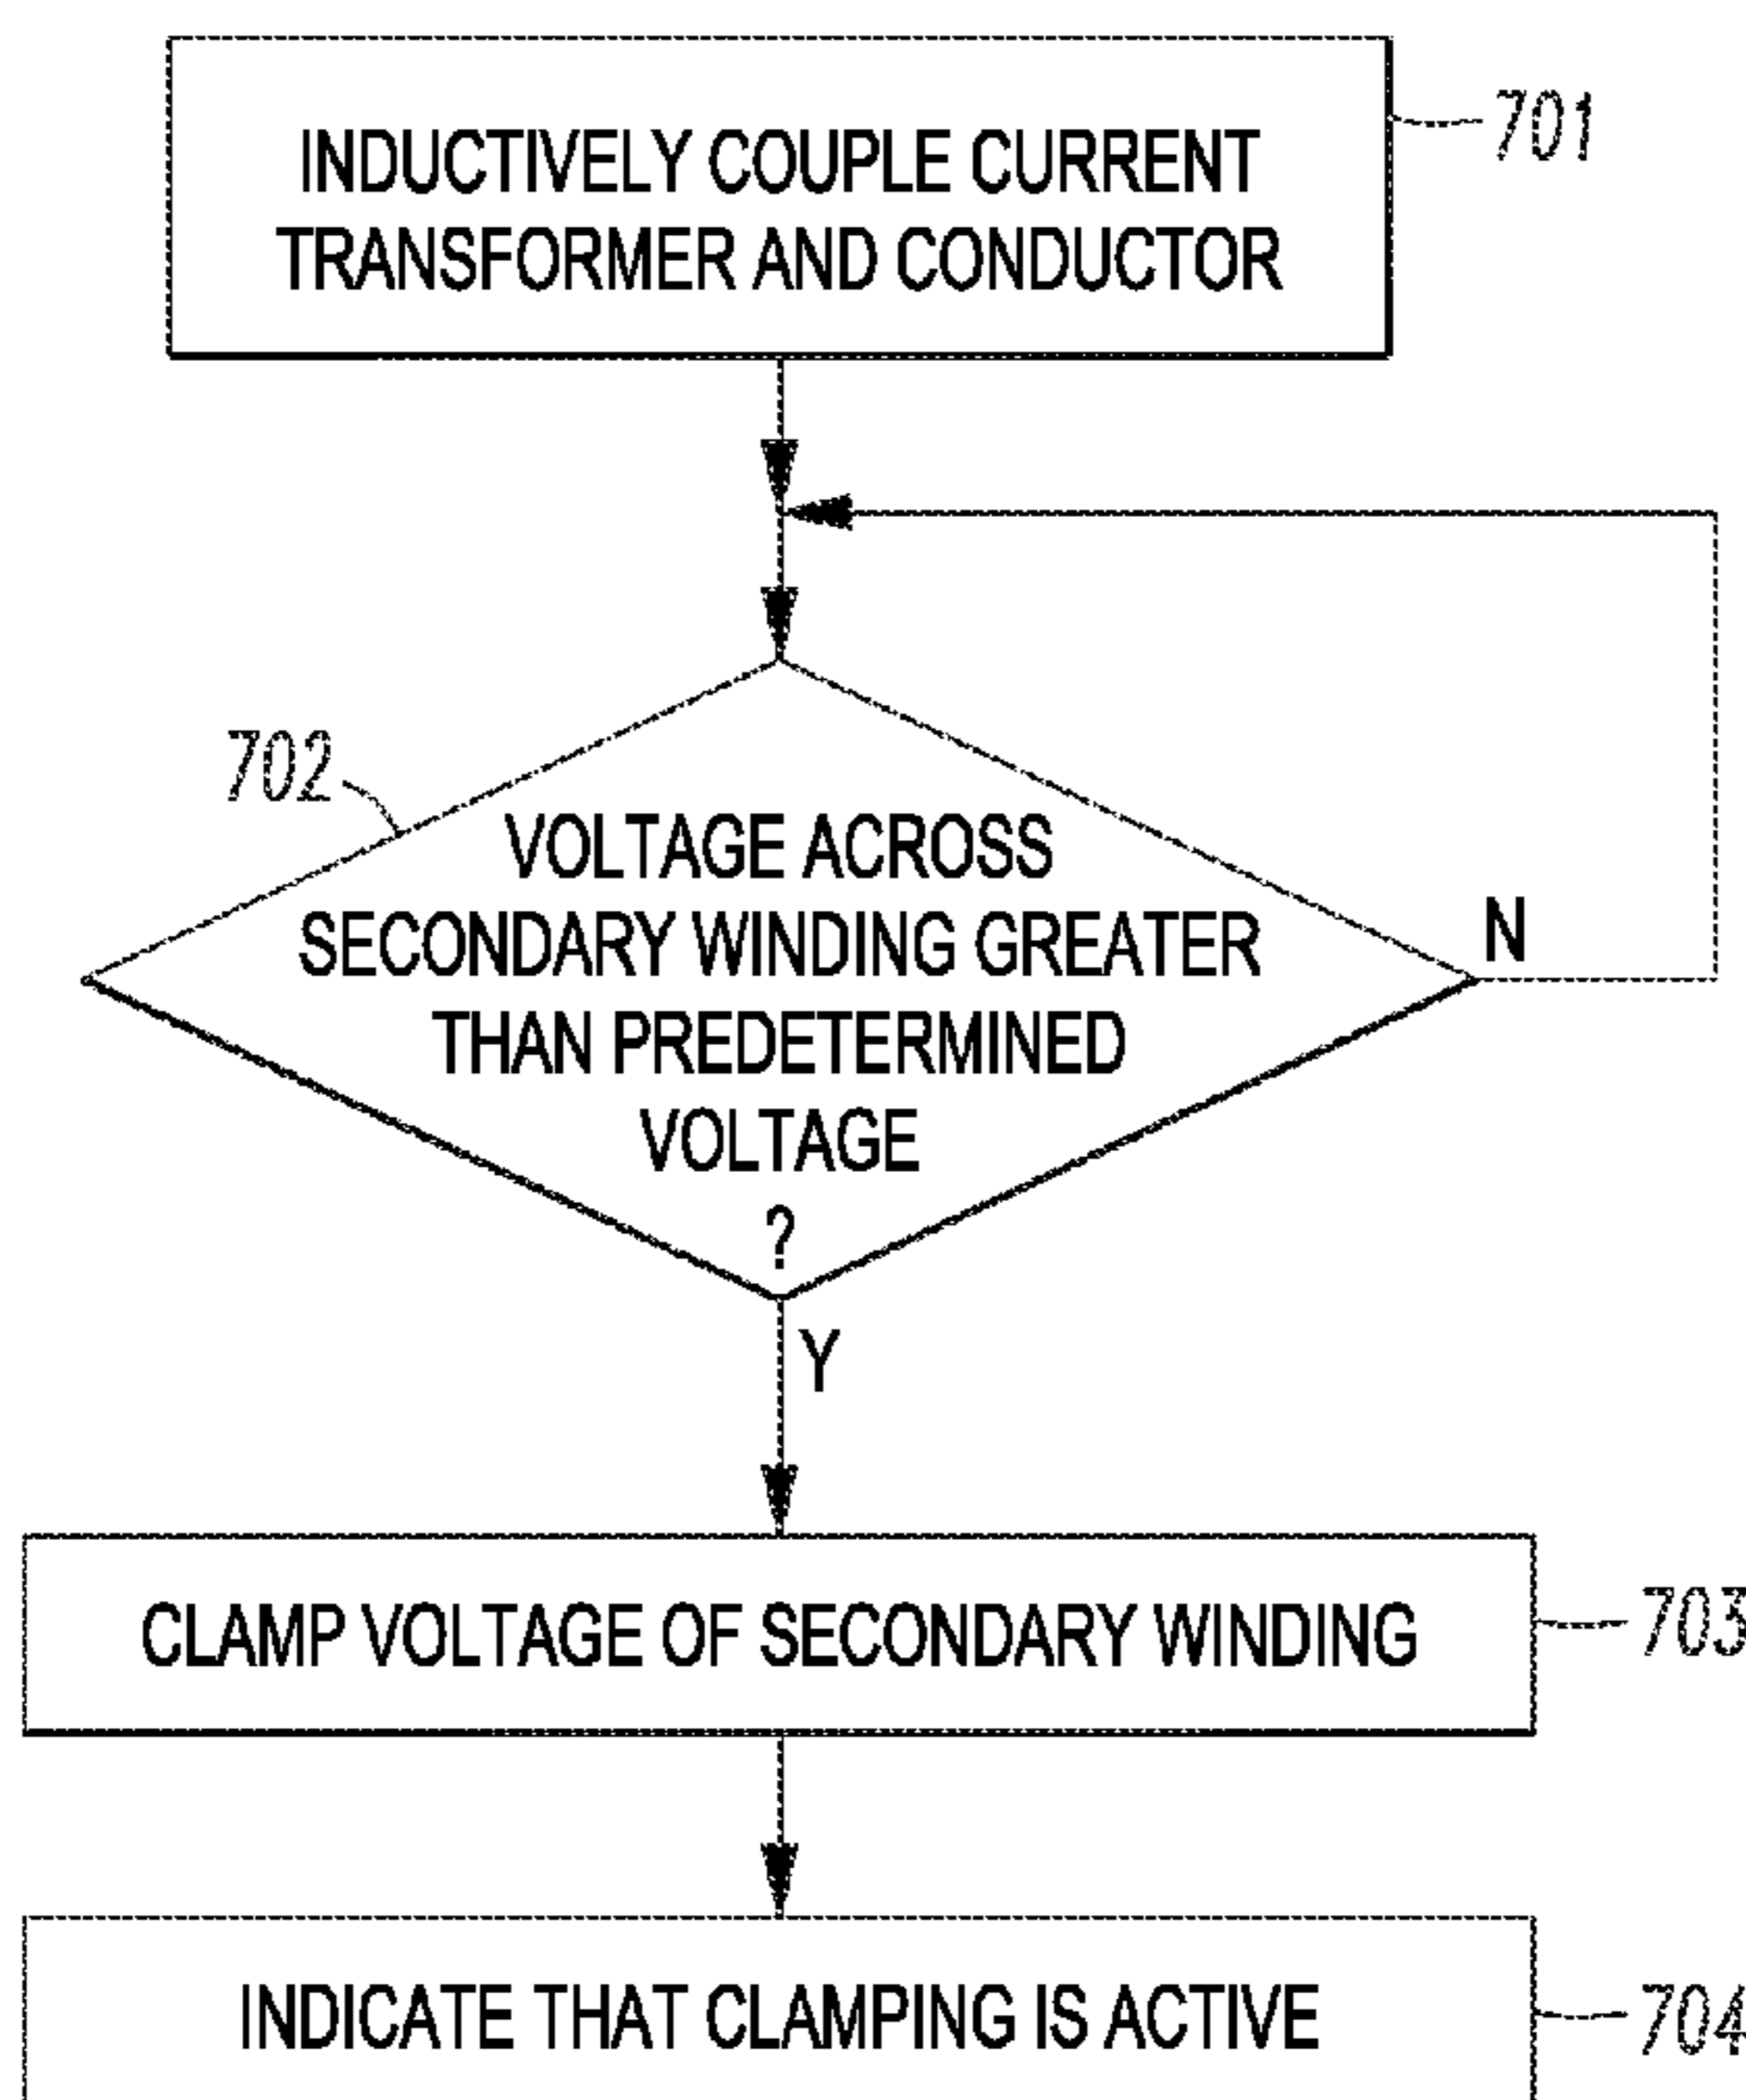 INDUCTIVELY COUPLE CURRENT
TRANSFORMER AND CONDUCTOR
701
702
VOLTAGE ACROSS
SECONDARY WINDING GREATER
THAN PREDETERMINED
VOLTAGE
?
N
Y
CLAMP VOLTAGE OF SECONDARY WINDING
703
INDICATE THAT CLAMPING IS ACTIVE
704